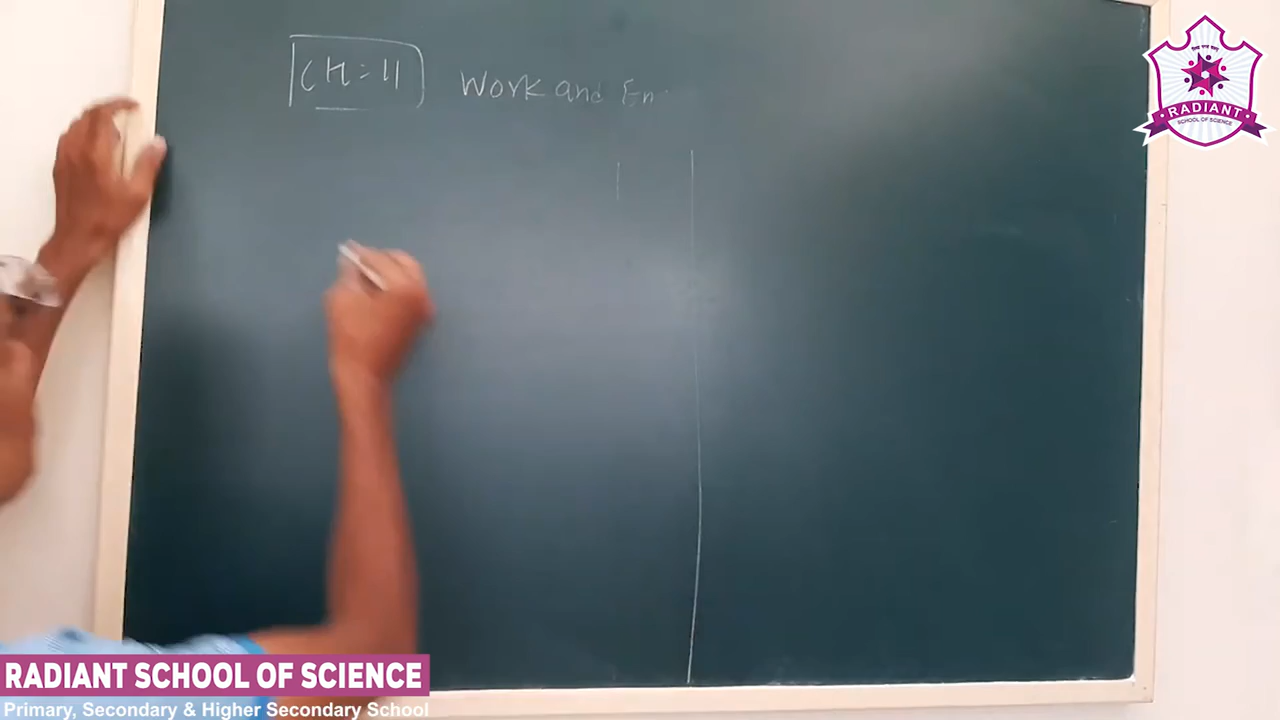 CH = 11 Work and En
RADIANT
SCHOOL OF SCIENCE
RADIANT SCHOOL OF SCIENCE
Primary, Secondary & Higher Secondary School